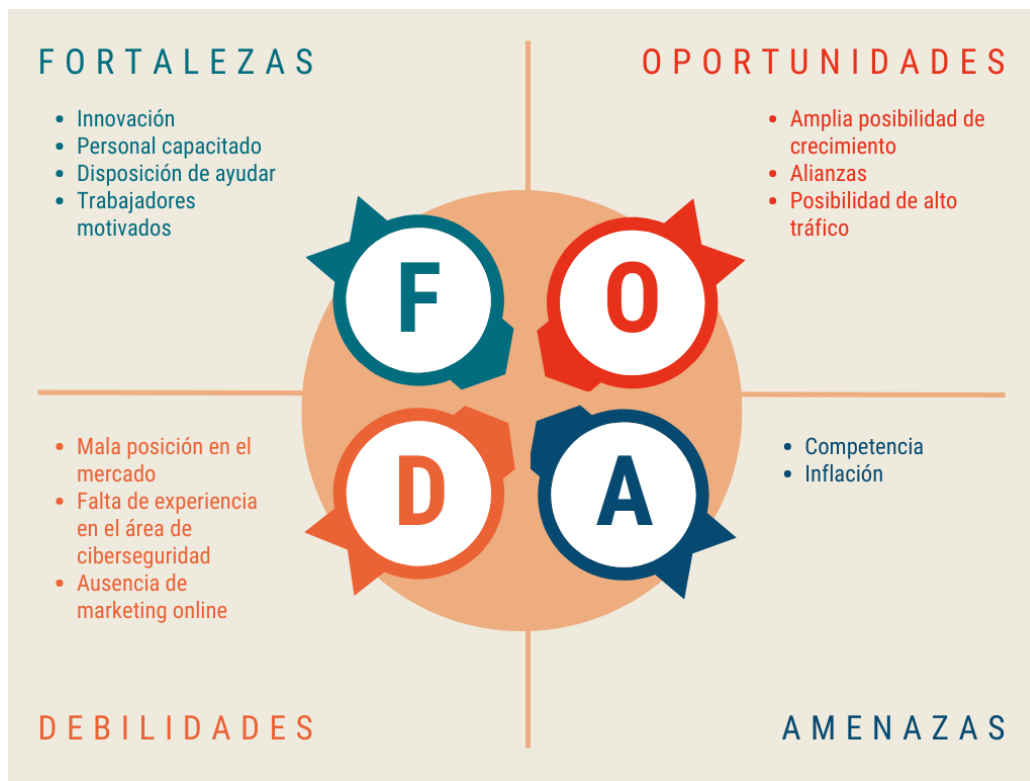 FORTALEZAS
• Innovación
• Personal capacitado
• Disposición de ayudar
• Trabajadores
motivados
OPORTUNIDADES
• Amplia posibilidad de
crecimiento
• Alianzas
• Posibilidad de alto
tráfico
F
O
D
A
• Mala posición en el
mercado
• Falta de experiencia
en el área de
ciberseguridad
• Ausencia de
marketing online
DEBILIDADES
• Competencia
• Inflación
AMENAZAS